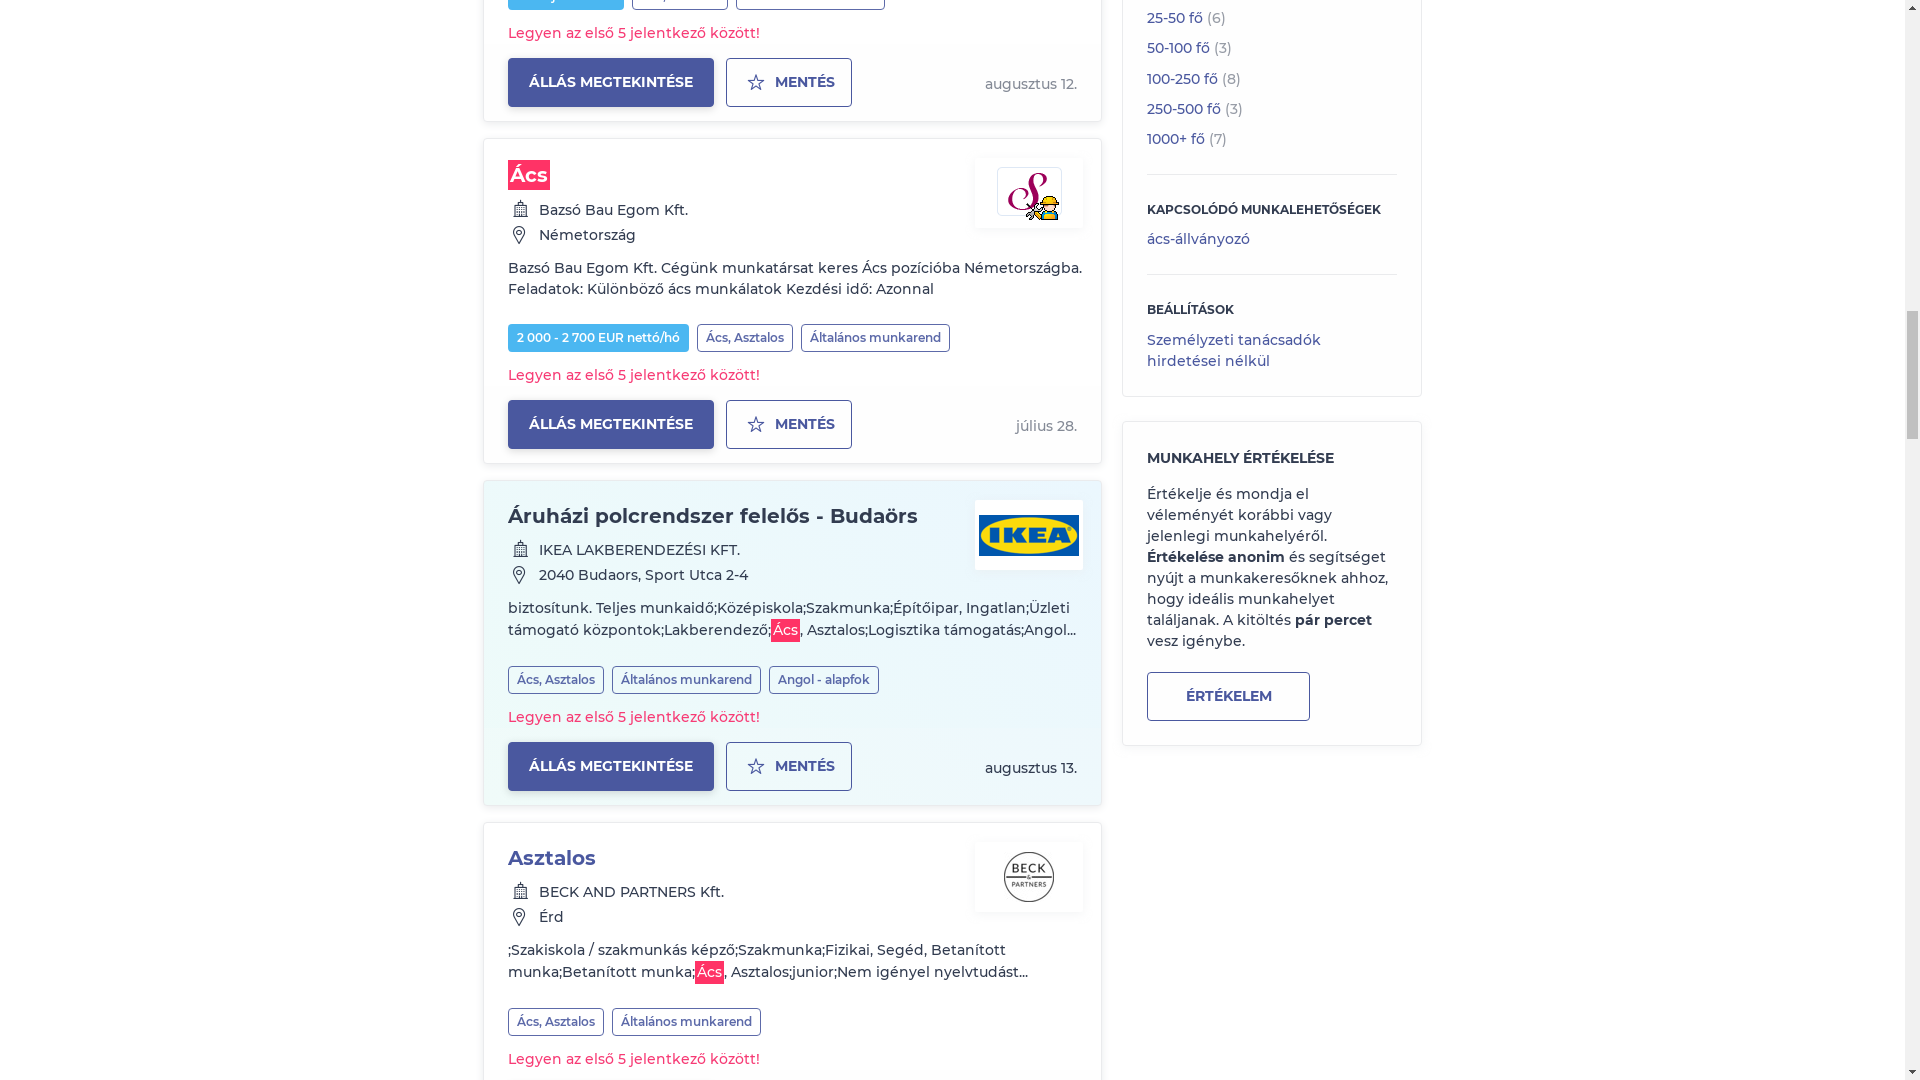 Legyen az első 5 jelentkező között!
ÁLLÁS MEGTEKINTÉSE
MENTÉS
augusztus 12.
Ács
Bazsó Bau Egom Kft.
Németország
Bazsó Bau Egom Kft. Cégünk munkatársat keres Ács pozícióba Németországba.
Feladatok: Különböző ács munkálatok Kezdési idő: Azonnal
2 000 - 2 700 EUR nettó/hó
Ács, Asztalos
Általános munkarend
Legyen az első 5 jelentkező között!
ÁLLÁS MEGTEKINTÉSE
MENTÉS
július 28.
Áruházi polcrendszer felelős - Budaörs
IKEA
IKEA LAKBERENDEZÉSI KFT.
2040 Budaors, Sport Utca 2-4
biztosítunk. Teljes munkaidő;Középiskola;Szakmunka;Építőipar, Ingatlan;Üzleti
támogató központok;Lakberendező;Ács, Asztalos;Logisztika támogatás;Angol...
Ács, Asztalos
Általános munkarend
Angol - alapfok
Legyen az első 5 jelentkező között!
ÁLLÁS MEGTEKINTÉSE
MENTÉS
augusztus 13.
Asztalos
BECK
&
PARTNERS
BECK AND PARTNERS Kft.
Érd
;Szakiskola / szakmunkás képző;Szakmunka;Fizikai, Segéd, Betanított
munka;Betanított munka;Ács, Asztalos;junior;Nem igényel nyelvtudást...
Ács, Asztalos
Általános munkarend
Legyen az első 5 jelentkező között!
25-50 fő (6)
50-100 fő (3)
100-250 fő (8)
250-500 fő (3)
1000+ fő (7)
KAPCSOLÓDÓ MUNKALEHETŐSÉGEK
ács-állványozó
BEÁLLÍTÁSOK
Személyzeti tanácsadók
hirdetései nélkül
MUNKAHELY ÉRTÉKELÉSE
Értékelje és mondja el
véleményét korábbi vagy
jelenlegi munkahelyéről.
Értékelése anonim és segítséget
nyújt a munkakeresőknek ahhoz,
hogy ideális munkahelyet
találjanak. A kitöltés pár percet
vesz igénybe.
ÉRTÉKELEM